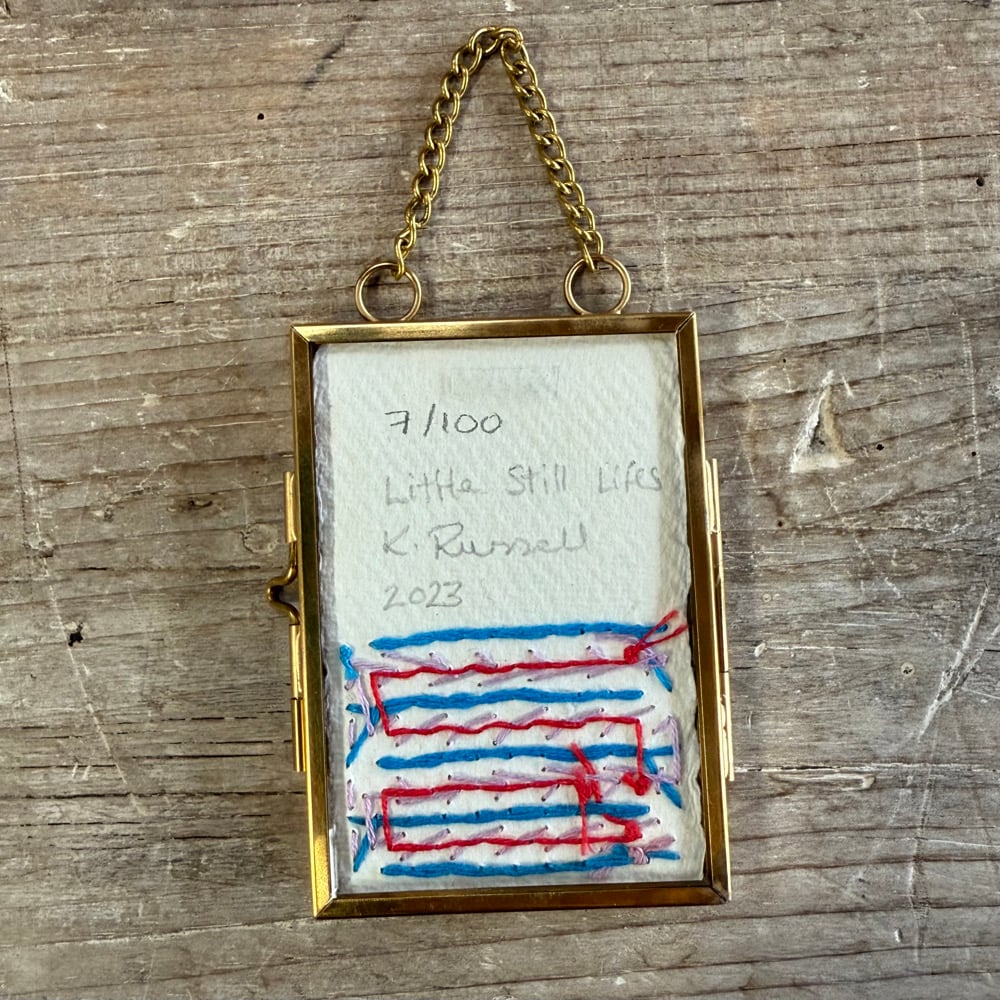 7/100
Little Still Lifes
K. Russell
2023